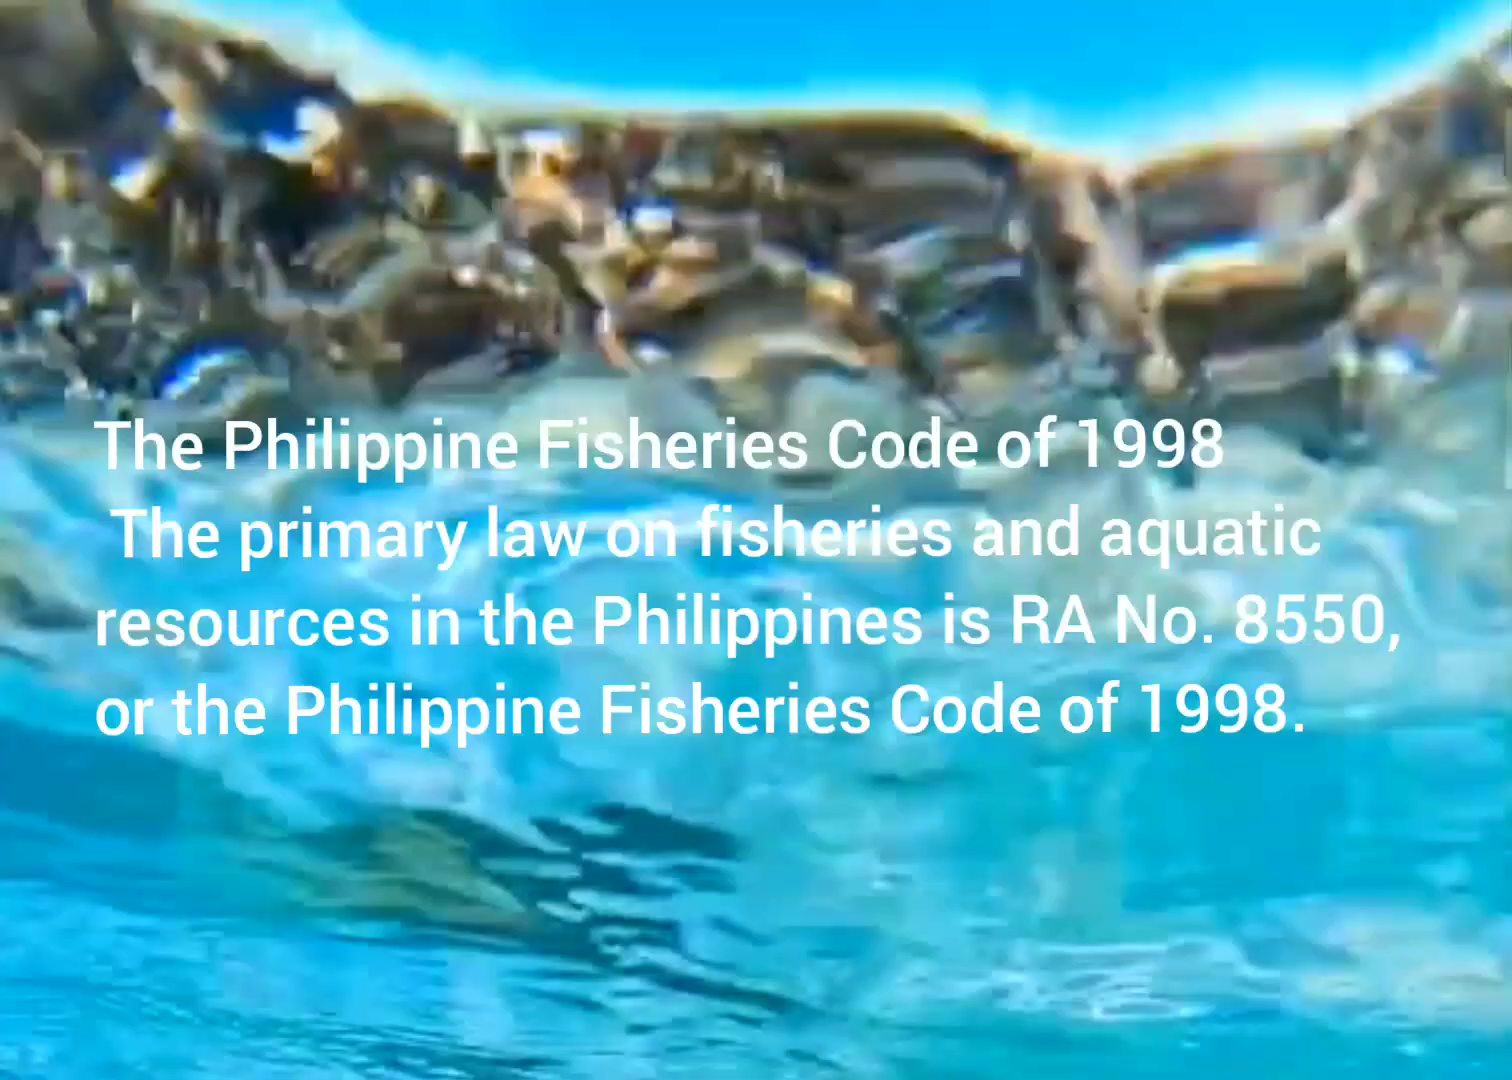 The Philippine Fisheries Code of 1998
The primary law on fisheries and aquatic
resources in the Philippines is RA No. 8550,
or the Philippine Fisheries Code of 1998.